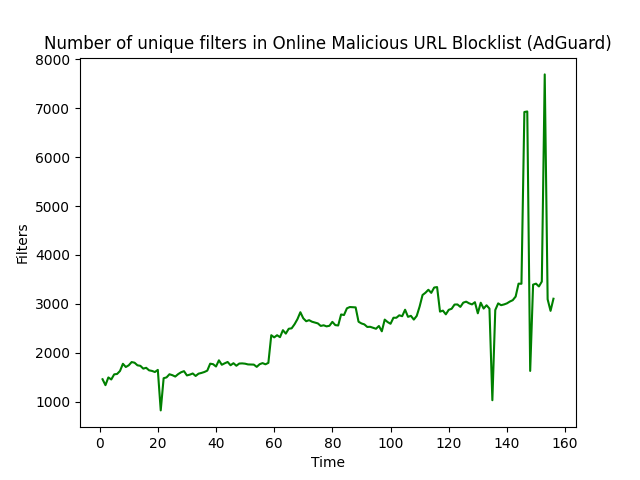 Number of unique filters in Online Malicious URL Blocklist (AdGuard)
8000
7000
6000
5000
4000
3000
2000
1000
Filters
0 20 40 60 80 100 120 140 160
Time